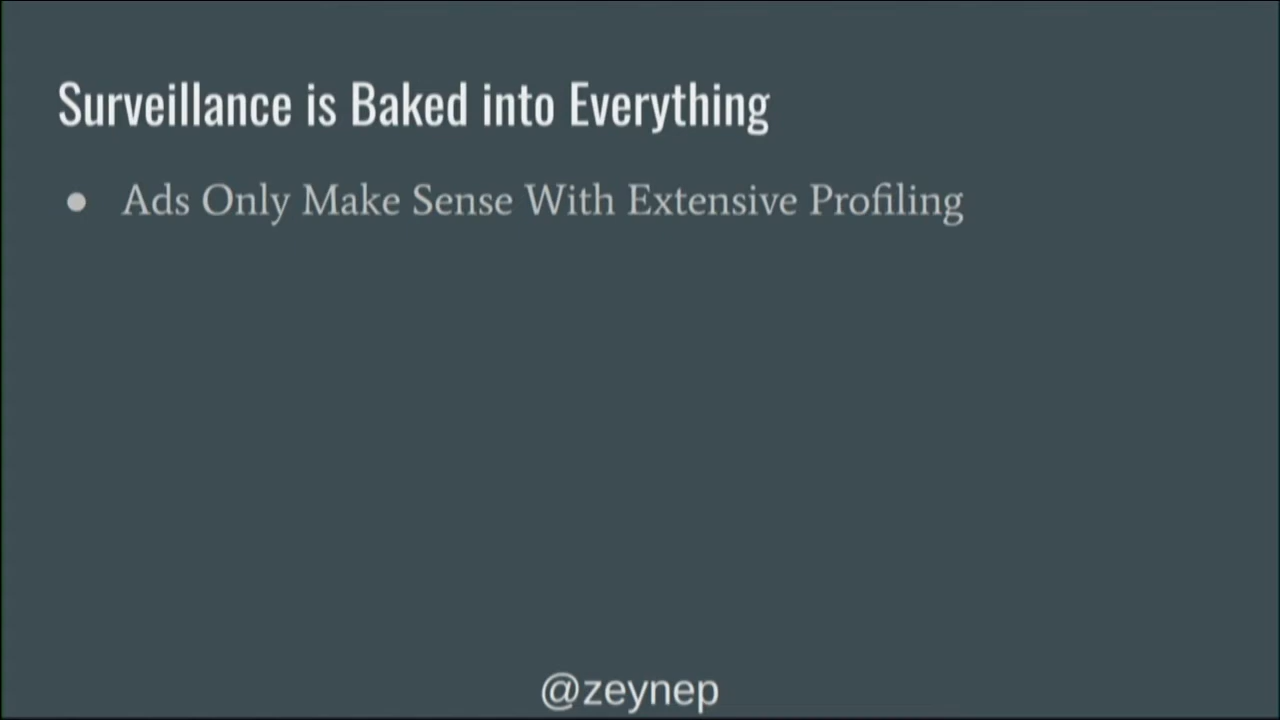 Surveillance is Baked into Everything
● Ads Only Make Sense With Extensive Profiling
@zeynep